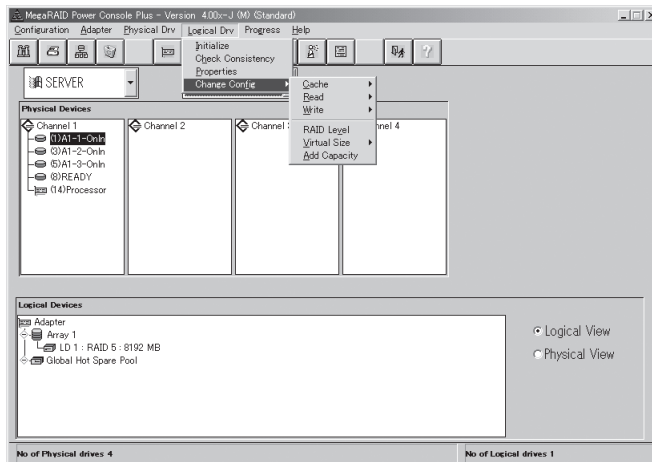 MegaRAID Power Console Plus - Version 4.00x-J (M) (Standard)
Configuration Adapter Physical Drv Logical Drv Progress Help
Initialize
Check Consistency
Properties
Change Config
SERVER
Cache
Read
Write
RAID Level
Virtual Size
Add Capacity
Physical Devices
Channel 1
(1)A1-1-Onln
(3)A1-2-Onln
(5)A1-3-Onln
(8)READY
(14)Processor
Channel 2
Channel
nnel 4
Logical Devices
Adapter
Array 1
LD 1 : RAID 5 : 8192 MB
Global Hot Spare Pool
Logical View
Physical View
No of Physical drives 4
No of Logical drives 1